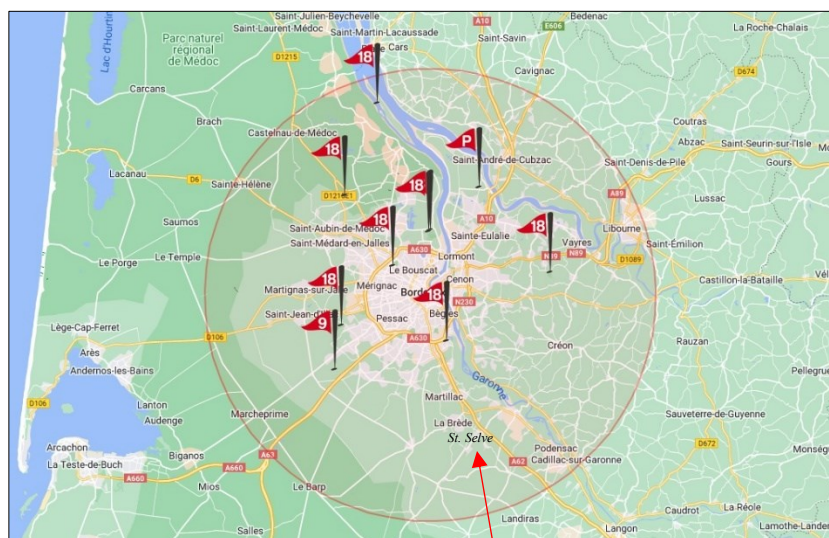 Saint-Julien-Beychevelle
Saint-Laurent-Médoc
Saint-Martin-Lacaussade
Cars
A10
E606
Bedenac
La Roche-Chalais
Lac d'Hourtin
Parc naturel
régional
de Médoc
D1215
Saint-Savin
Cavignac
D674
18
Carcans
Brach
Castelnau-de-Médoc
Coutras
Abzac
Saint-Seurin-sur-l'Isle
Gours
18
P
Saint-André-de-Cubzac
Saint-Denis-de-Pile
Lacanau
D6
Sainte-Hélène
18
A89
Lussac
Saumos
18
A10
18
Libourne
Saint-Aubin-de-Médoc
Saint-Médard-en-Jalles
Sainte-Eulalie
Vayres
Saint-Émilion
Le Porge
Le Temple
A630
Lormont
N89
N89
D1089
Le Bouscat
Cenon
Castillon-la-Bataille
18
Martignas-sur-Jalle
Mérignac
18
N230
9
Pessac
Bègles
Lège-Cap-Ferret
D106
A630
Créon
Rauzan
Arès
Andernos-les-Bains
Garonne
Pellegrue
Lanton
Audenge
D106
Marcheprime
Martillac
La Brède
Sauveterre-de-Guyenne
St. Selve
D672
Arcachon
La Teste-de-Buch
Biganos
A63
A660
A660
Podensac
Cadillac-sur-Garonne
A62
Monség
Mios
Le Barp
Landiras
Caudrot
La Réole
Salles
Langon
Lamothe-Lander